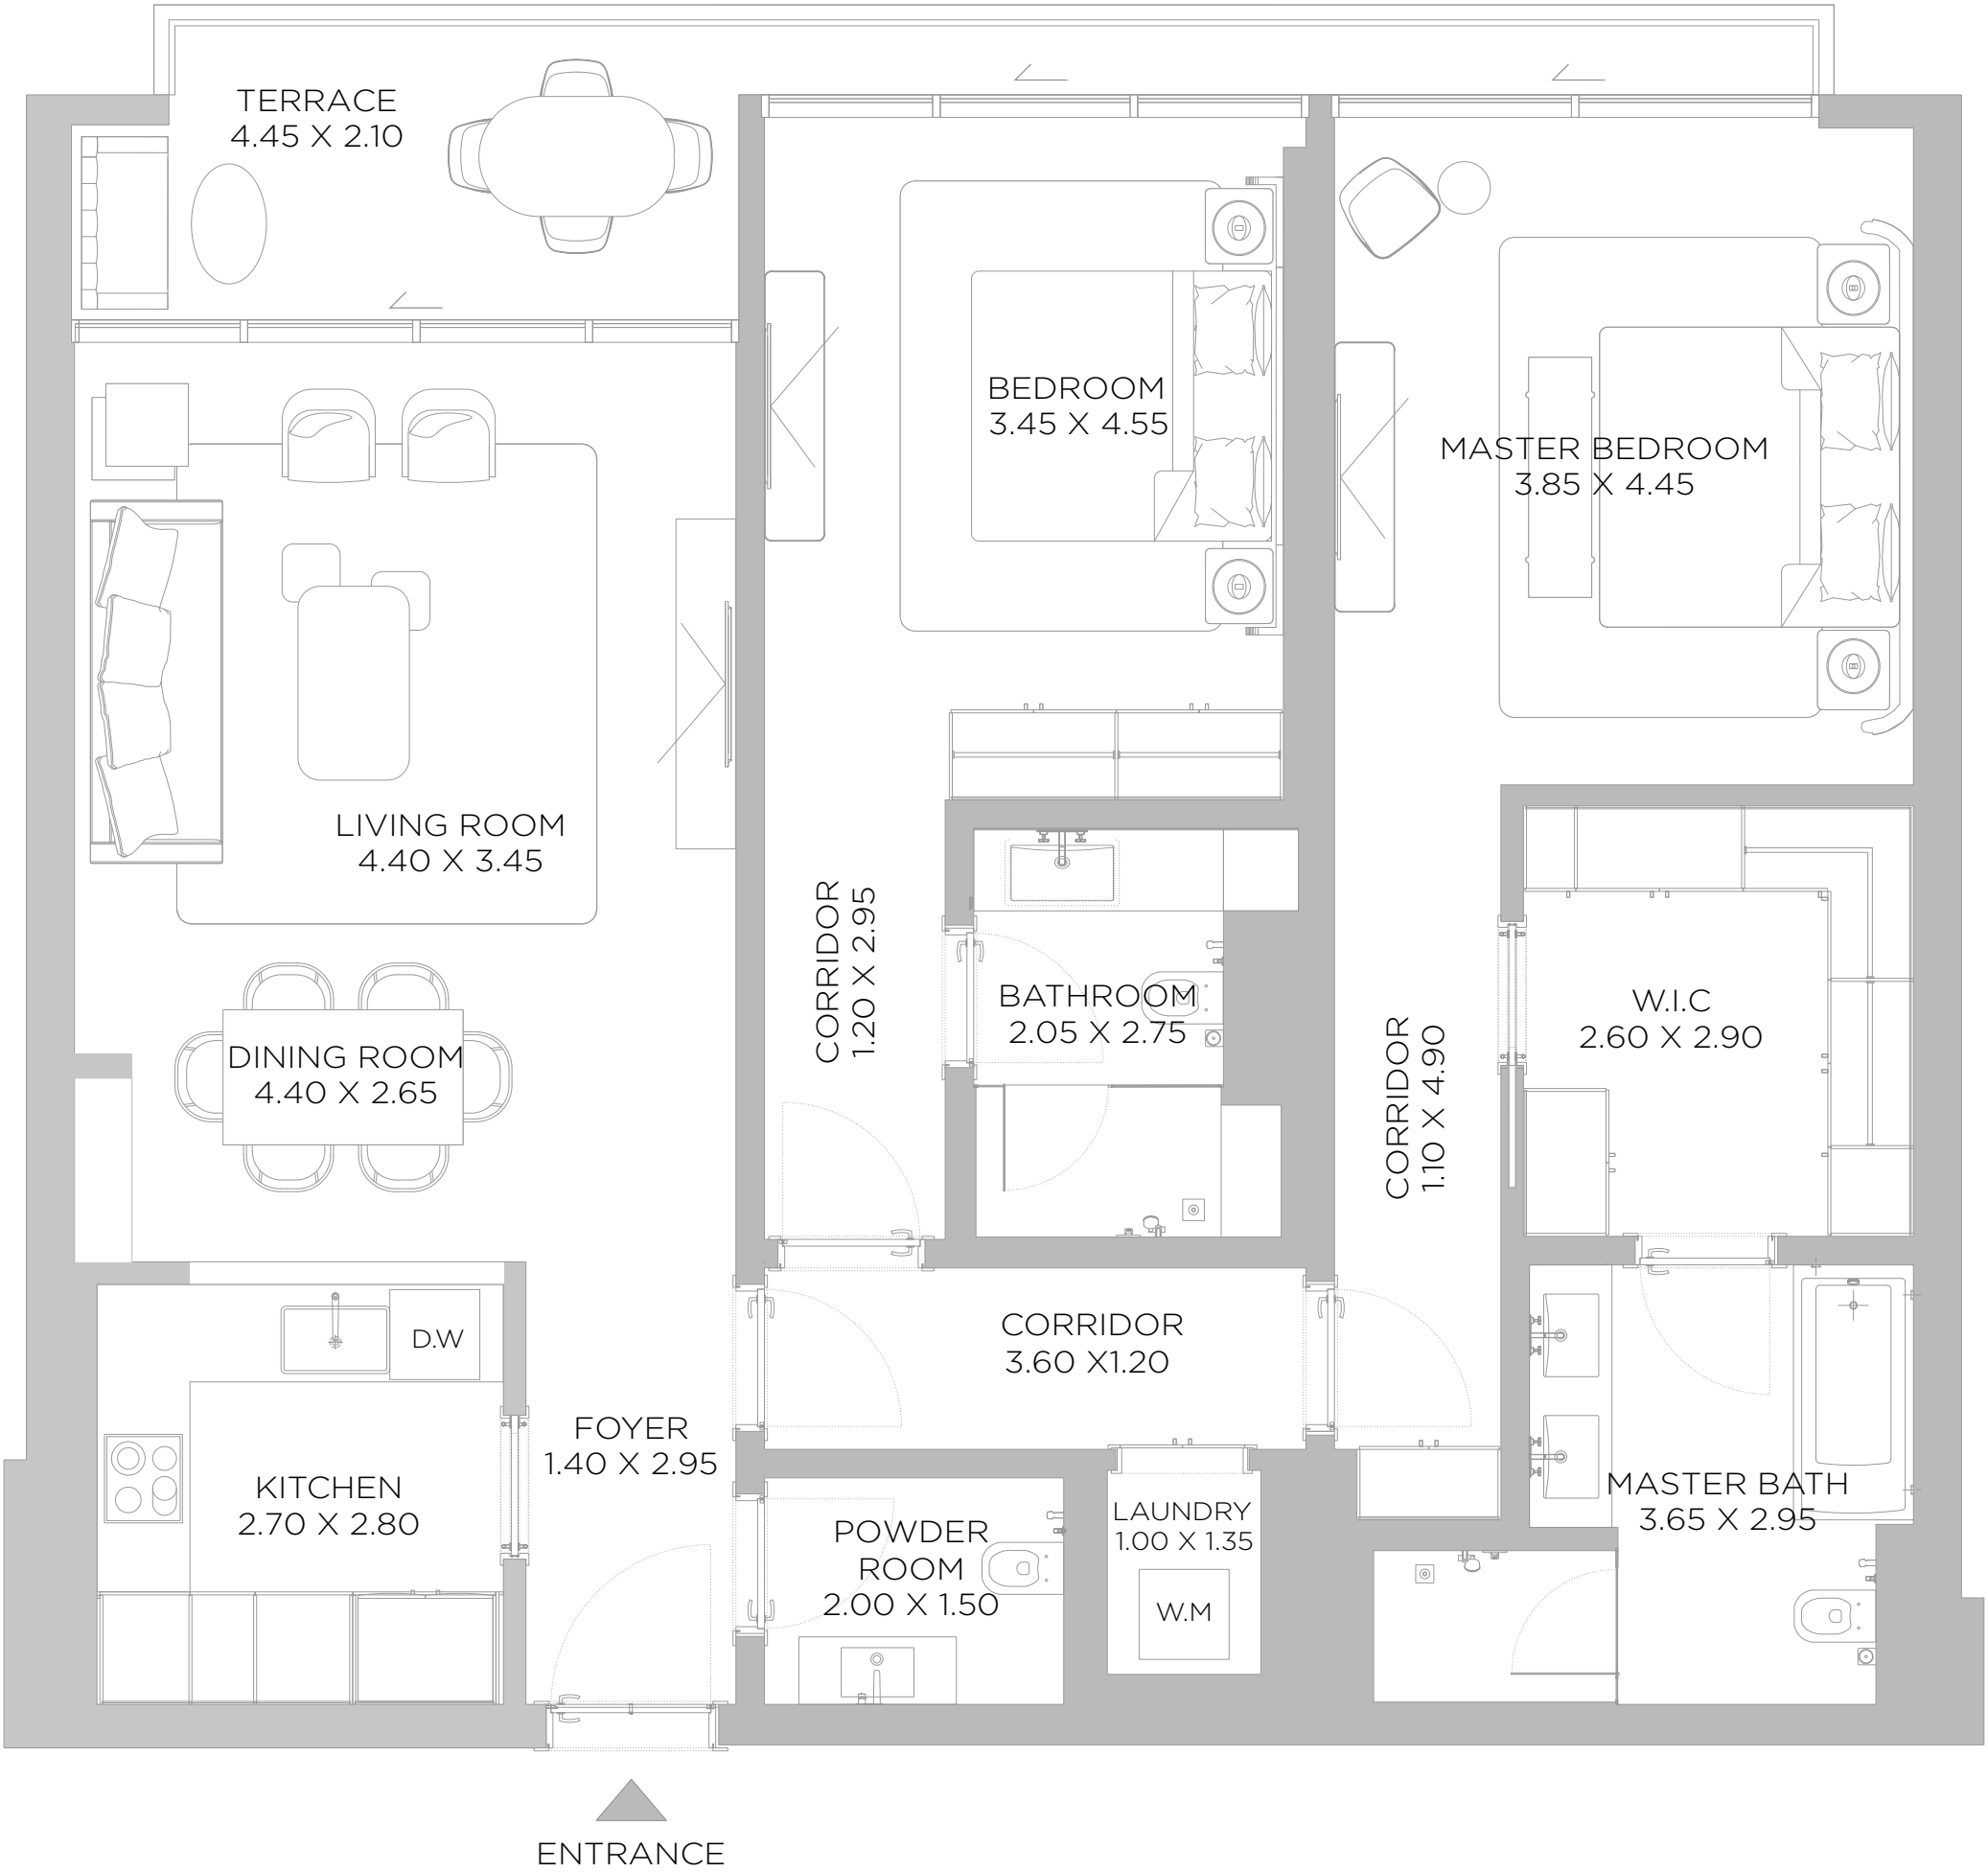 TERRACE
4.45 X 2.10
BEDROOM
3.45 X 4.55
MASTER BEDROOM
3.85 X 4.45
LIVING ROOM
4.40 X 3.45
CORRIDOR
1.20 X 2.95
BATHROOM
2.05 X 2.75
CORRIDOR
1.10 X 4.90
W.I.C
2.60 X 2.90
DINING ROOM
4.40 X 2.65
D.W
CORRIDOR
3.60 X1.20
FOYER
1.40 X 2.95
KITCHEN
2.70 X 2.80
POWDER
ROOM
2.00 X 1.50
LAUNDRY
1.00 X 1.35
W.M
MASTER BATH
3.65 X 2.95
ENTRANCE